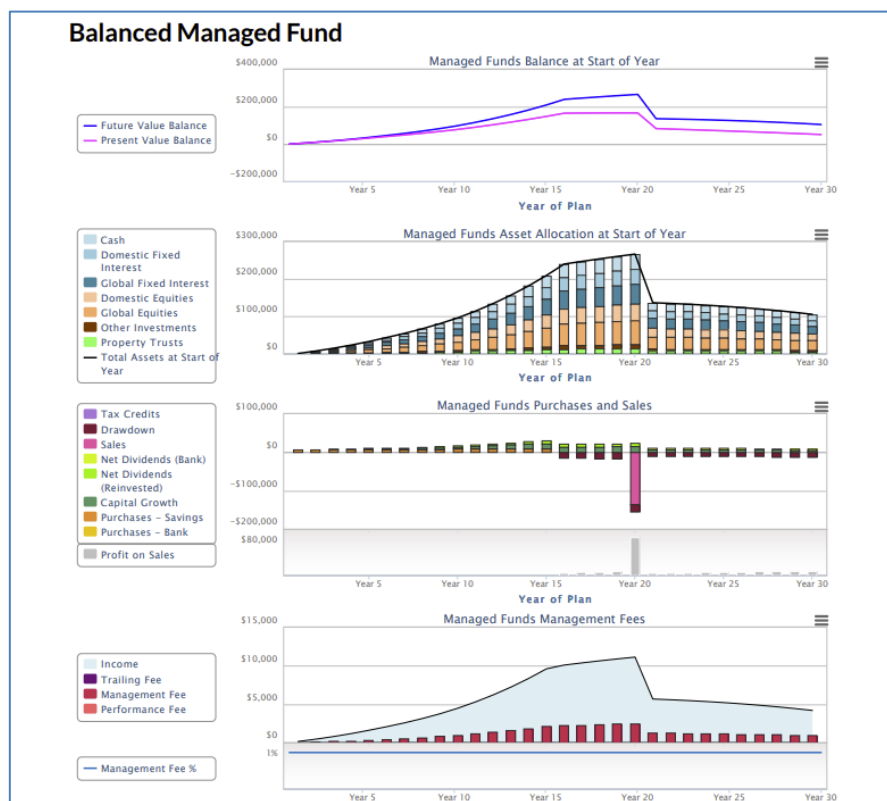 Balanced Managed Fund
Managed Funds Balance at Start of Year
$400,000
$200,000
$0
-$200,000
Future Value Balance
Present Value Balance
Year 5
Year 10
Year 15
Year 20
Year 25
Year 30
Year of Plan
Managed Funds Asset Allocation at Start of Year
$300,000
$200,000
$100,000
$0
Cash
Domestic Fixed
Interest
Global Fixed Interest
Domestic Equities
Global Equities
Other Investments
Property Trusts
Total Assets at Start of
Year
Year 5
Year 10
Year 15
Year 20
Year 25
Year 30
Year of Plan
Managed Funds Purchases and Sales
$100,000
$0
-$100,000
-$200,000
$80,000
Tax Credits
Drawdown
Sales
Net Dividends (Bank)
Net Dividends
(Reinvested)
Capital Growth
Purchases - Savings
Purchases - Bank
Profit on Sales
Year 5
Year 10
Year 15
Year 20
Year 25
Year 30
Year of Plan
Managed Funds Management Fees
$15,000
$10,000
$5,000
$0
1%
Income
Trailing Fee
Management Fee
Performance Fee
Management Fee %
Year 5
Year 10
Year 15
Year 20
Year 25
Year 30